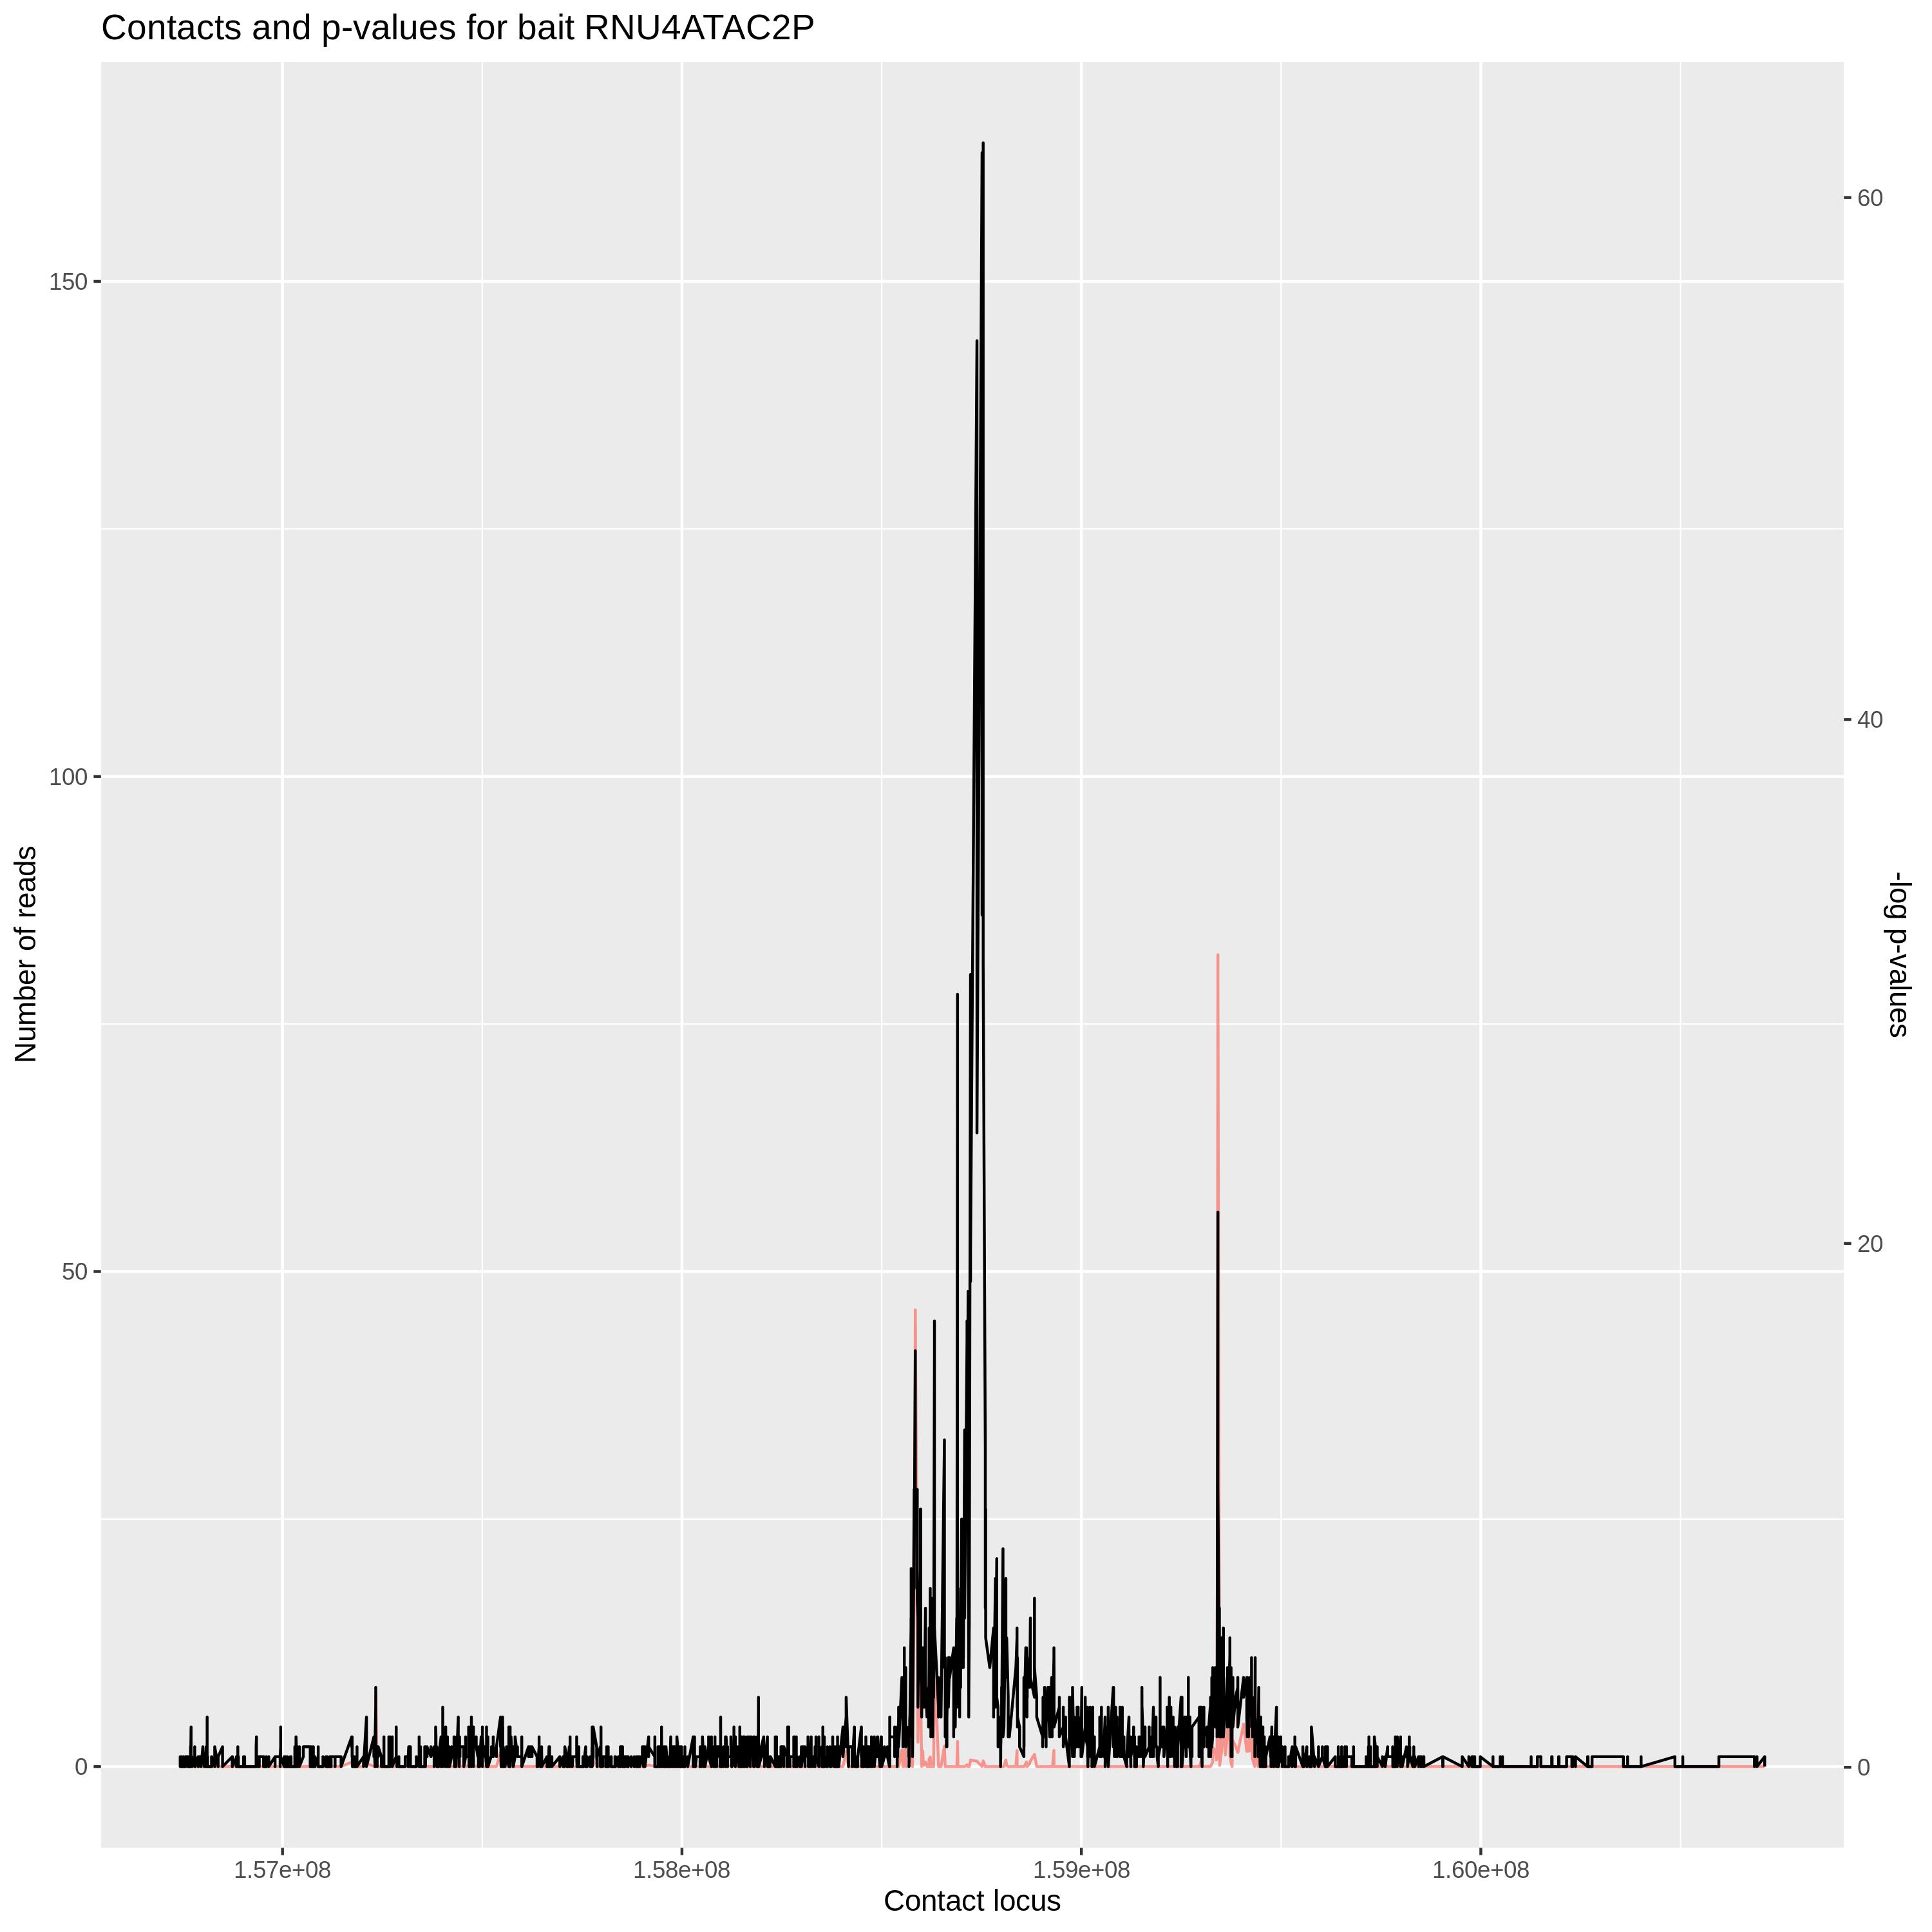 Contacts and p-values for bait RNU4ATAC2P
Number of reads
150
100
50
0
60
40
20
0
-log p-values
1.57e+08 1.58e+08 1.59e+08 1.60e+08
Contact locus